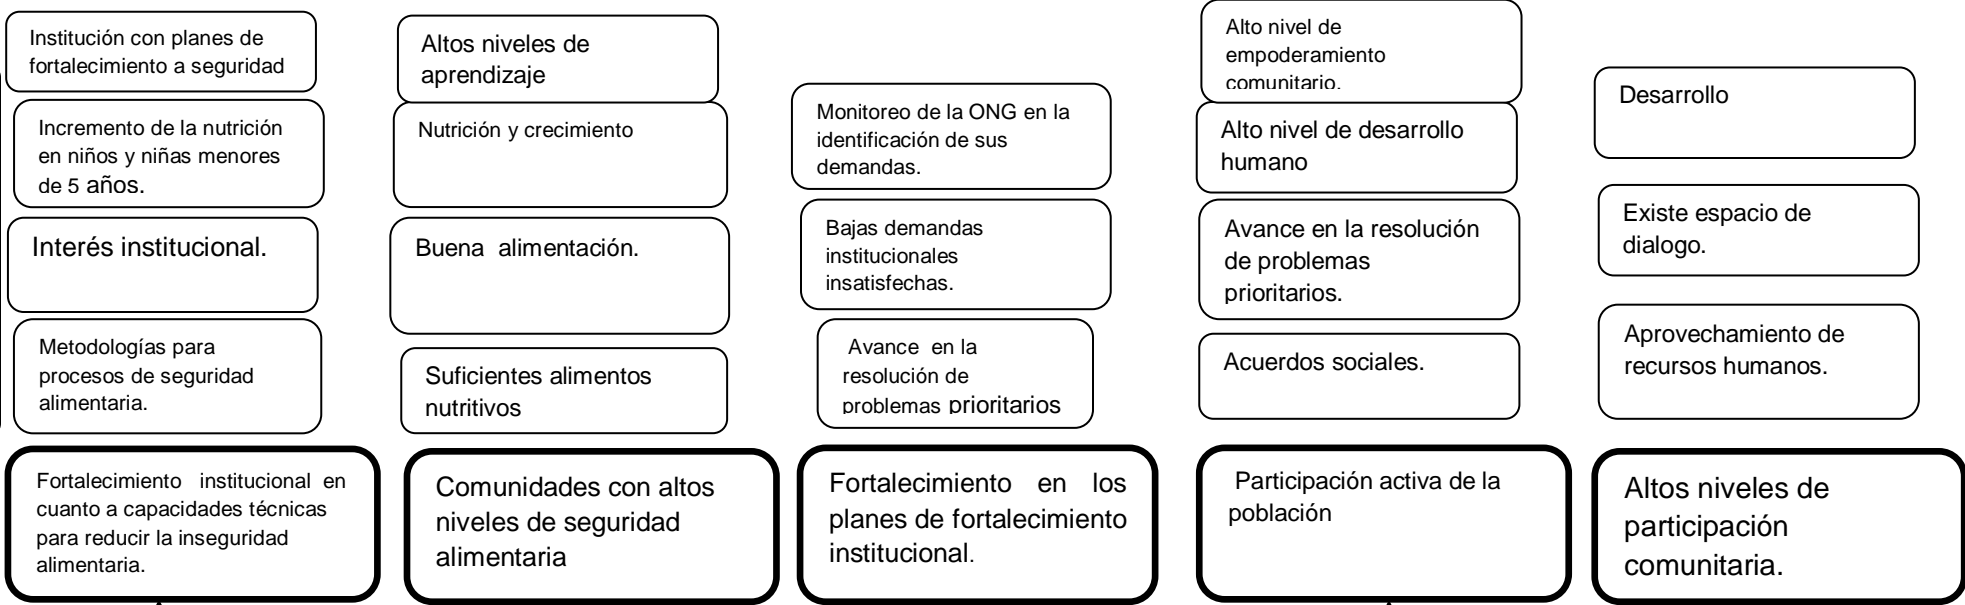 Institución con planes de
fortalecimiento a seguridad
Incremento de la nutrición
en niños y niñas menores
de 5 años.
Interés institucional.
Metodologías para
procesos de seguridad
alimentaria.
Fortalecimiento institucional en
cuanto a capacidades técnicas
para reducir la inseguridad
alimentaria.
Altos niveles de
aprendizaje
Nutrición y crecimiento
Buena alimentación.
Suficientes alimentos
nutritivos
Comunidades con altos
niveles de seguridad
alimentaria
Monitoreo de la ONG en la
identificación de sus
demandas.
Bajas demandas
institucionales
insatisfechas.
Avance en la
resolución de
problemas prioritarios
Fortalecimiento en los
planes de fortalecimiento
institucional.
Alto nivel de
empoderamiento
comunitario.
Alto nivel de desarrollo
humano
Avance en la resolución
de problemas
prioritarios.
Acuerdos sociales.
Participación activa de la
población
Desarrollo
Existe espacio de
dialogo.
Aprovechamiento de
recursos humanos.
Altos niveles de
participación
comunitaria.